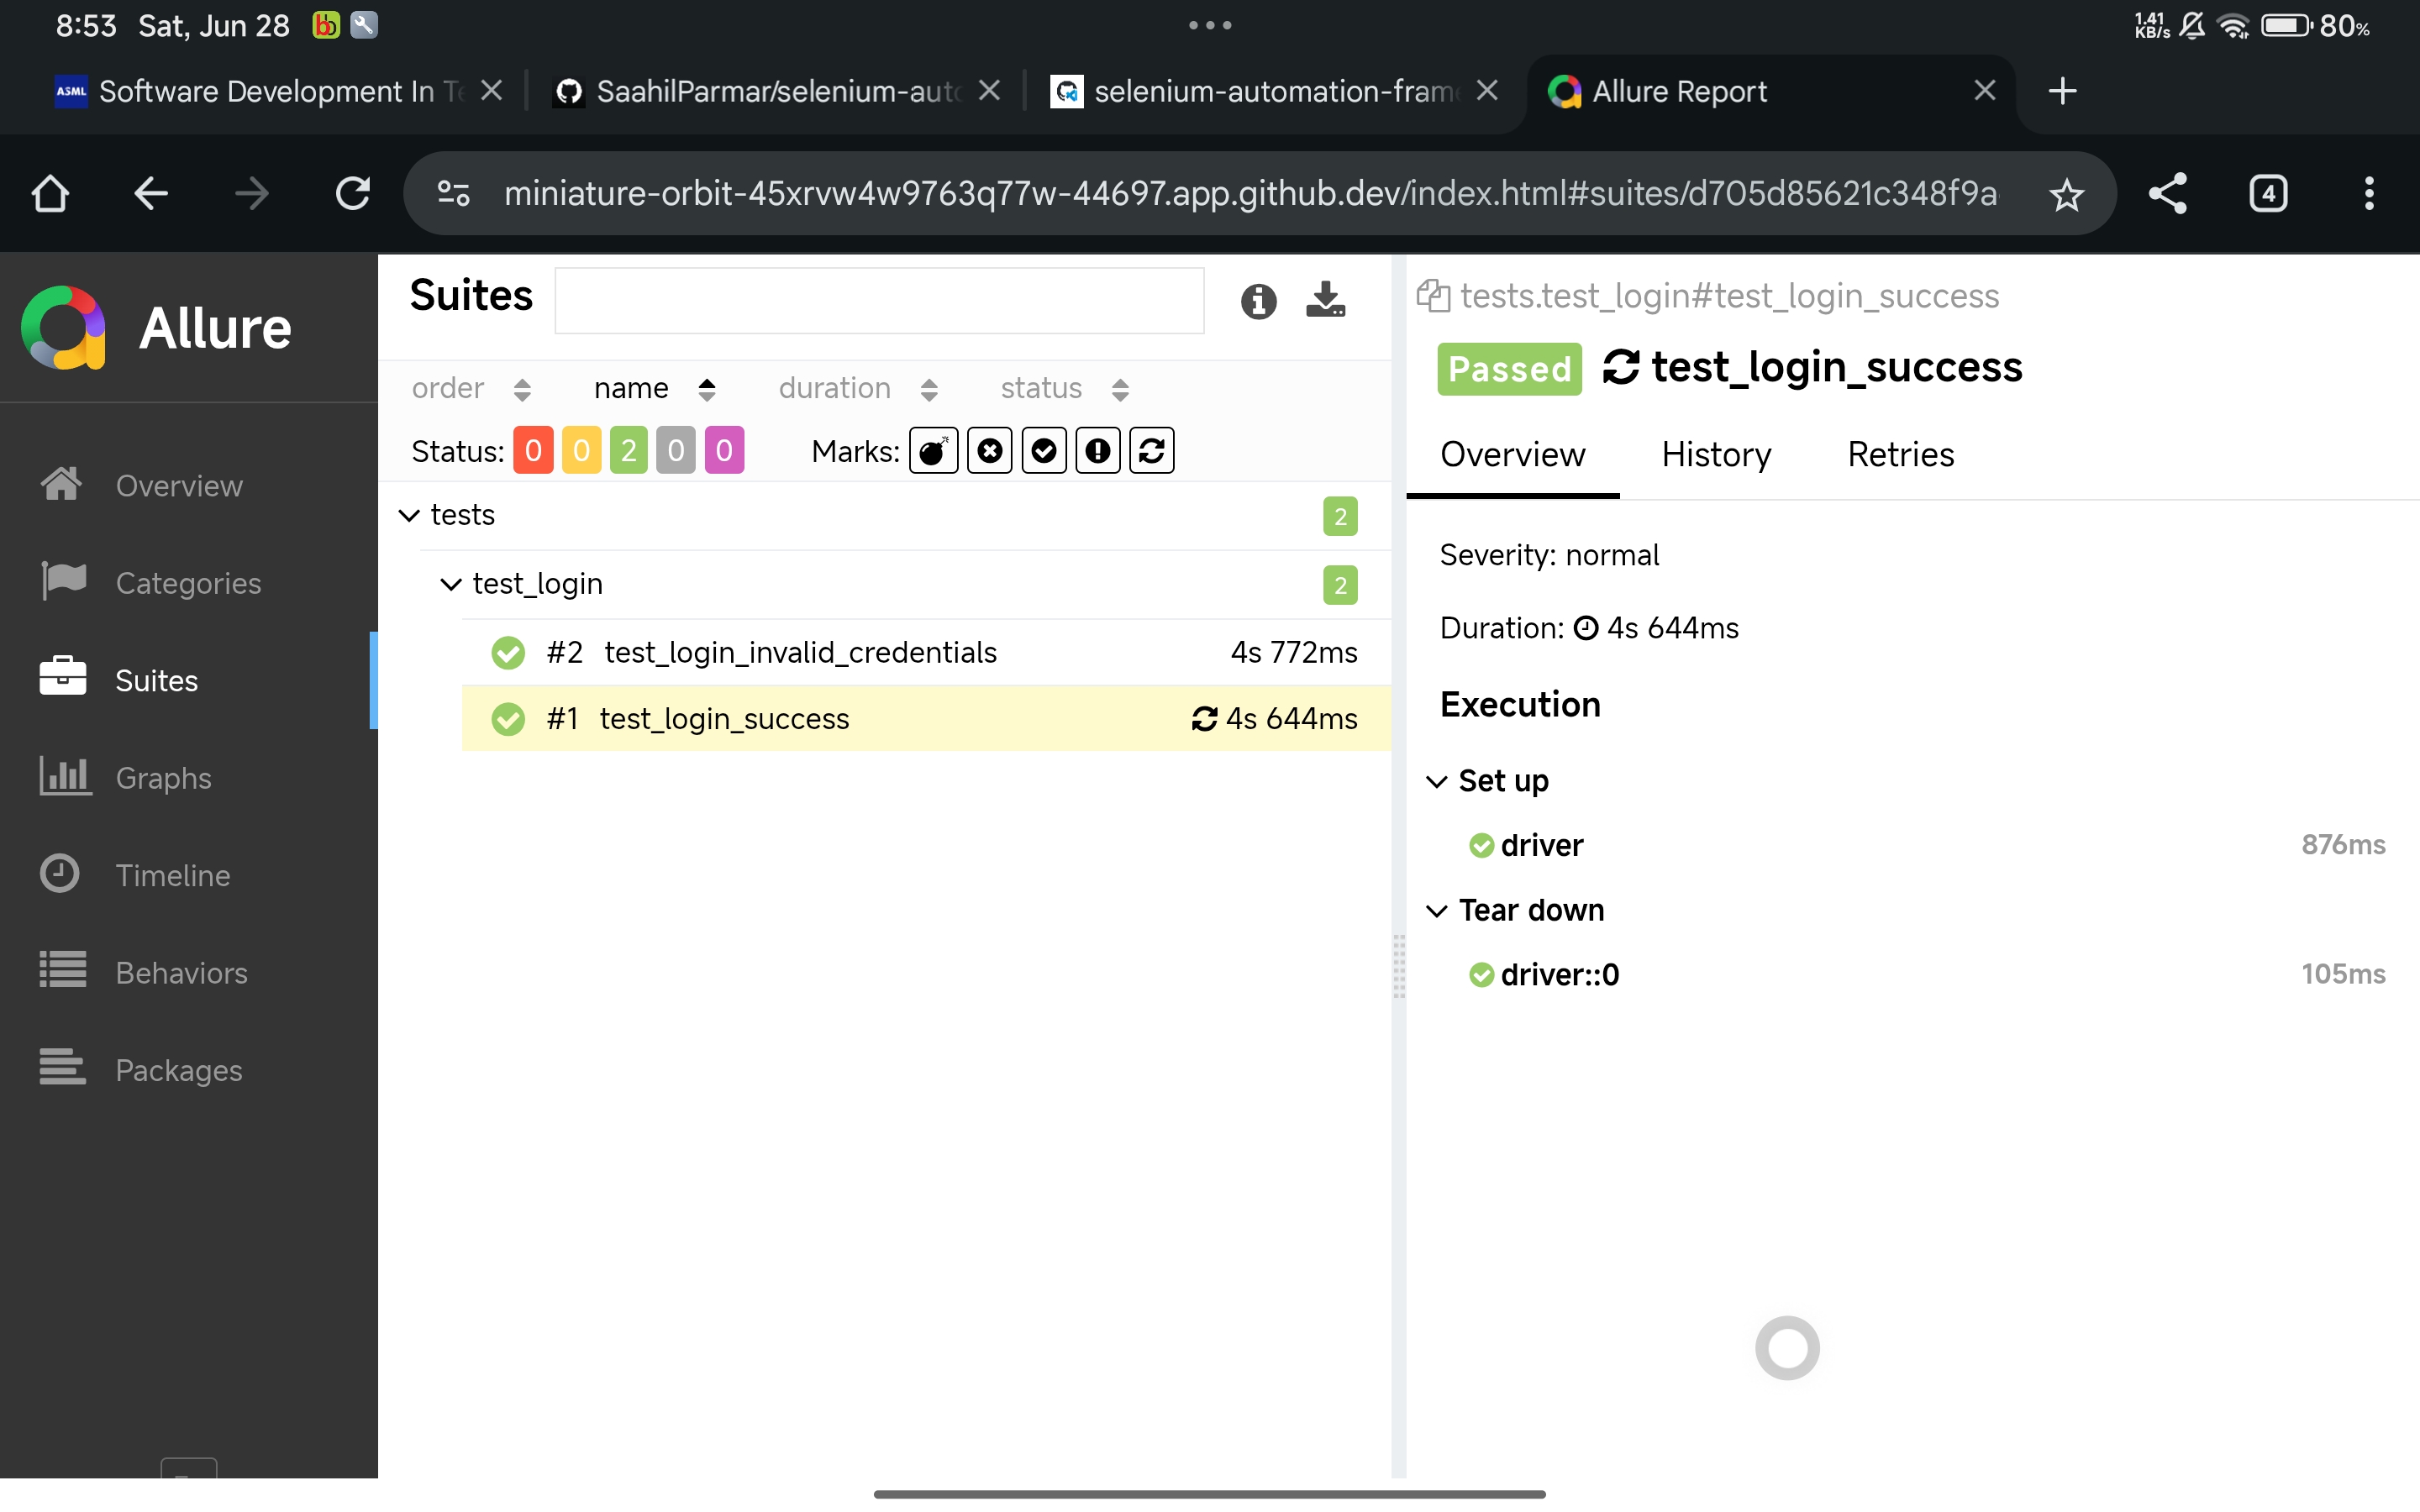 8:53 Sat, Jun 28
1.41 KB/s 80%
ASML Software Development In Te
SaahilParmar/selenium-auto
selenium-automation-frame
Allure Report
miniature-orbit-45xrvw4w9763q77w-44697.app.github.dev/index.html#suites/d705d85621c348f9a
4
Allure
Overview
Categories
Suites
Graphs
Timeline
Behaviors
Packages
Suites
order name duration status
Status: 0 0 2 0 0 Marks:
tests 2
test_login 2
#2 test_login_invalid_credentials 4s 772ms
#1 test_login_success 4s 644ms
tests.test_login#test_login_success
Passed test_login_success
Overview History Retries
Severity: normal
Duration: 4s 644ms
Execution
Set up
driver 876ms
Tear down
driver::0 105ms